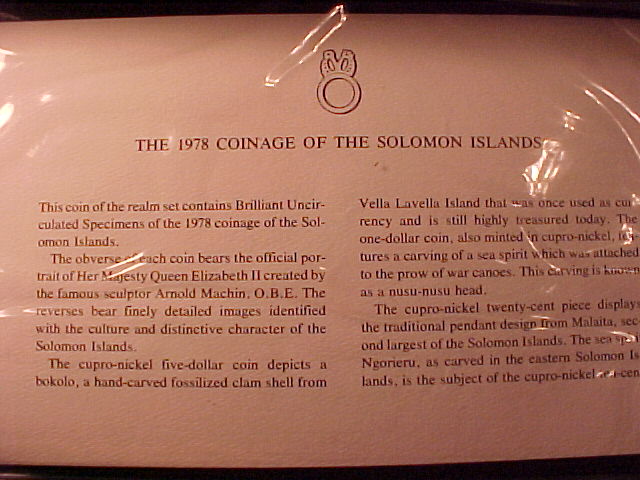 THE 1978 COINAGE OF THE SOLOMON ISLANDS
This coin of the realm set contains Brilliant Uncir-
culated Specimens of the 1978 coinage of the Sol-
omon Islands.
The obverse of each coin bears the official por-
trait of Her Majesty Queen Elizabeth II created by
the famous sculptor Arnold Machin, O.B.E. The
reverses bear finely detailed images identified
with the culture and distinctive character of the
Solomon Islands.
The cupro-nickel five-dollar coin depicts a
bokolo, a hand-carved fossilized clam shell from
Vella Lavella Island that was once used as cur-
rency and is still highly treasured today. The
one-dollar coin, also minted in cupro-nickel, fea-
tures a carving of a sea spirit which was attached
to the prow of war canoes. This carving is known
as a nusu-nusu head.
The cupro-nickel twenty-cent piece displays
the traditional pendant design from Malaita, sec-
ond largest of the Solomon Islands. The sea spirit
Ngorieru, as carved in the eastern Solomon Is-
lands, is the subject of the cupro-nickel ten-cent